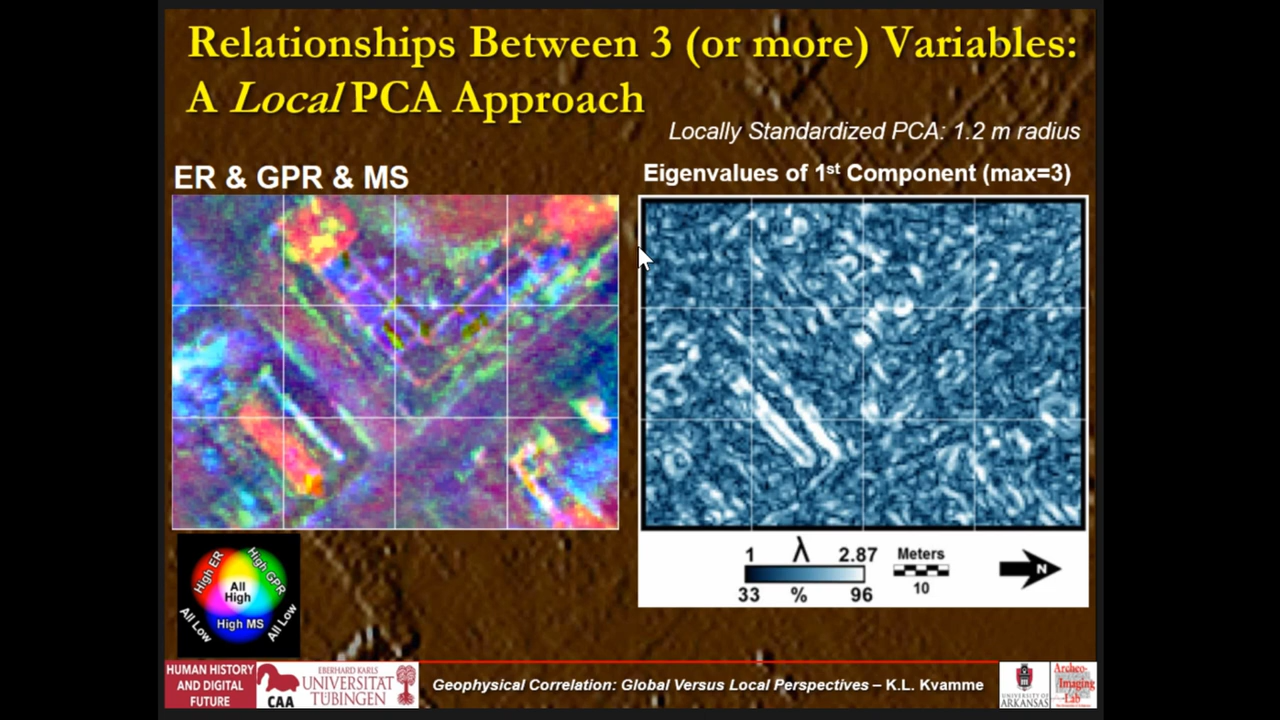 Relationships Between 3 (or more) Variables:
A Local PCA Approach
Locally Standardized PCA: 1.2 m radius
ER & GPR & MS
Eigenvalues of 1st Component (max=3)
High ER
High GPR
All High
High MS
All Low
All Low
1 λ 2.87
33 % 96
Meters
10
N
HUMAN HISTORY
AND DIGITAL
FUTURE
CAA
EBERHARD KARLS
UNIVERSITAT
TUBINGEN
Geophysical Correlation: Global Versus Local Perspectives – K.L. Kvamme
UNIVERSITY OF
ARKANSAS
Archeo-
Imaging
Lab